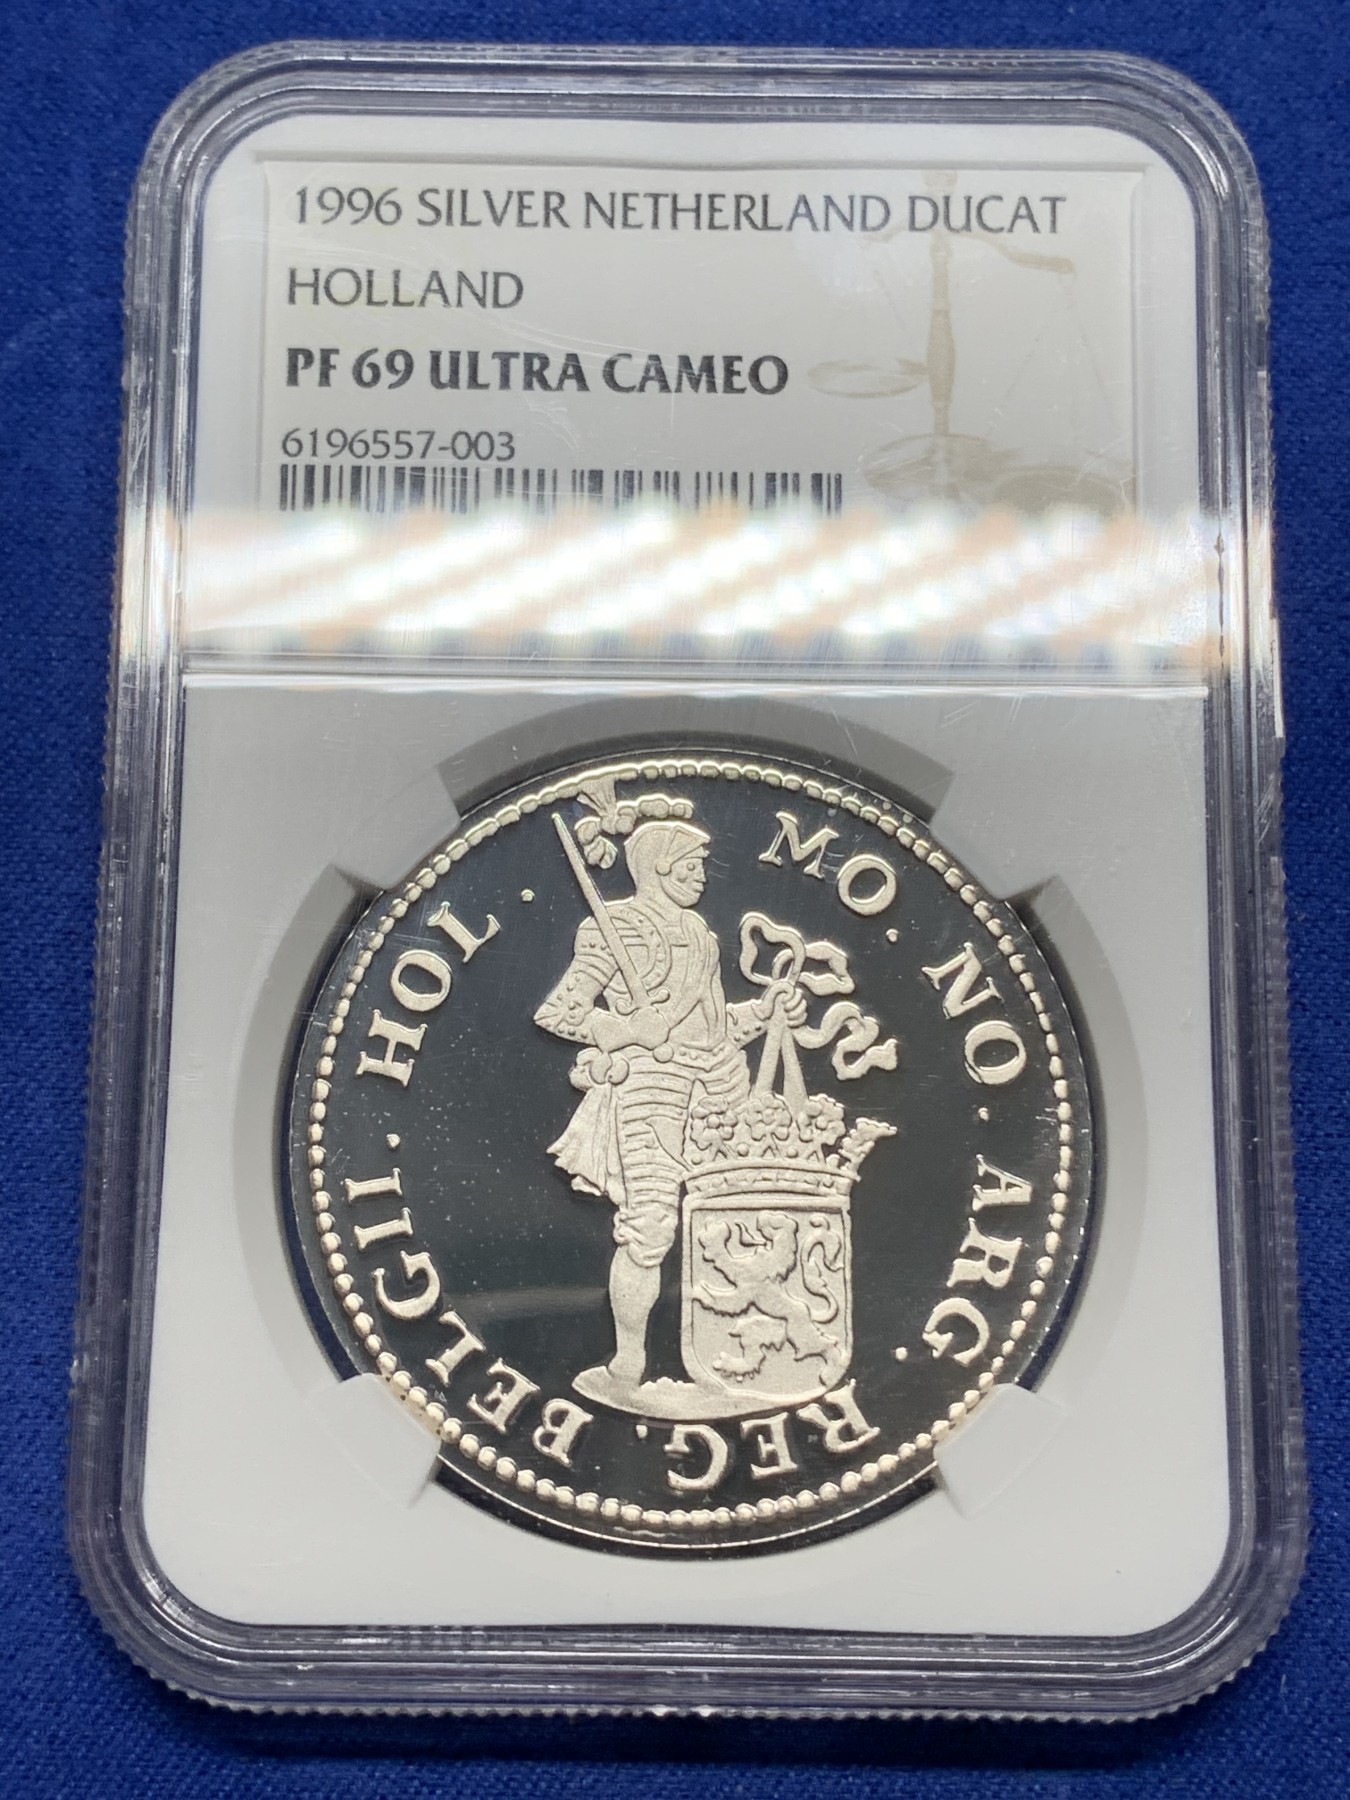 1996 SILVER NETHERLAND DUCAT
HOLLAND
PF 69 ULTRA CAMEO
6196557-003
MO. NO. ARG. REG. BELGII. HOL.